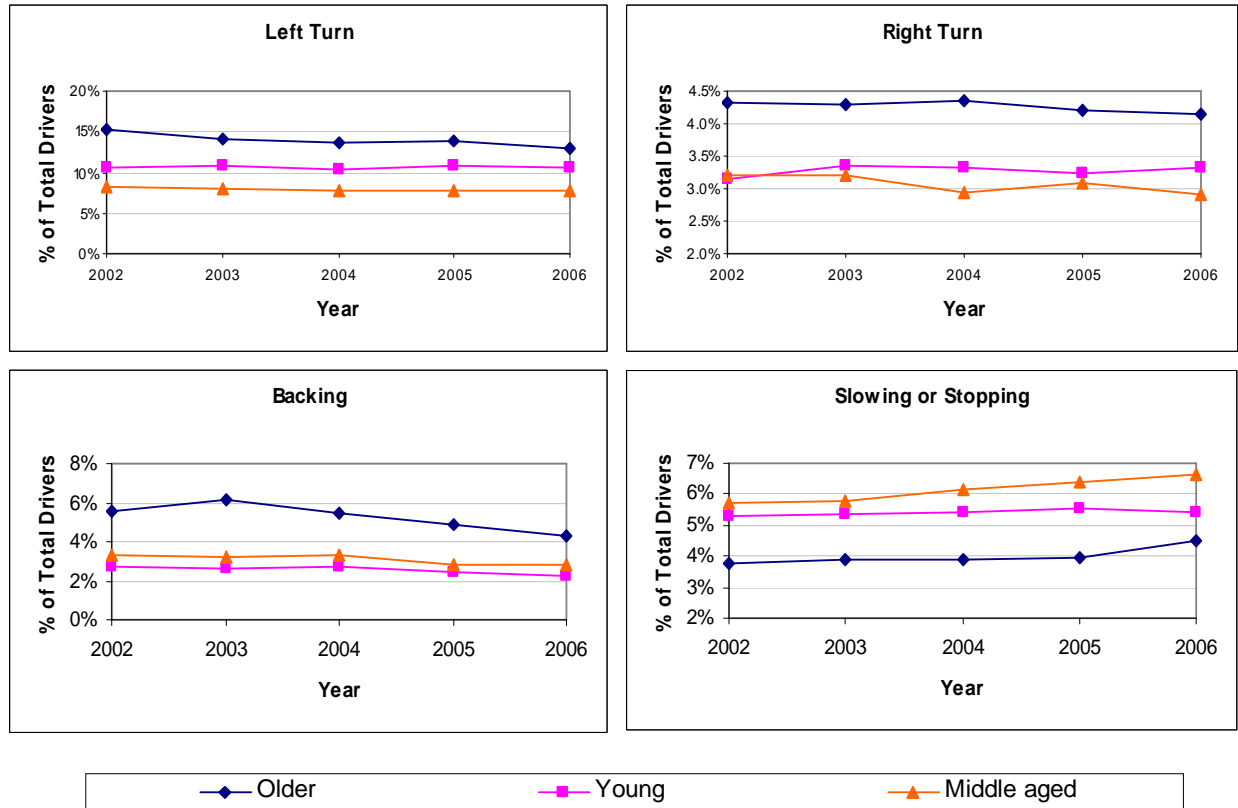 Left Turn
% of Total Drivers
20%
15%
10%
5%
0%
2002 2003 2004 2005 2006
Year
Right Turn
% of Total Drivers
4.5%
4.0%
3.5%
3.0%
2.5%
2.0%
2002 2003 2004 2005 2006
Year
Backing
% of Total Drivers
8%
6%
4%
2%
0%
2002 2003 2004 2005 2006
Year
Slowing or Stopping
% of Total Drivers
7%
6%
5%
4%
3%
2%
2002 2003 2004 2005 2006
Year
Older Young Middle aged